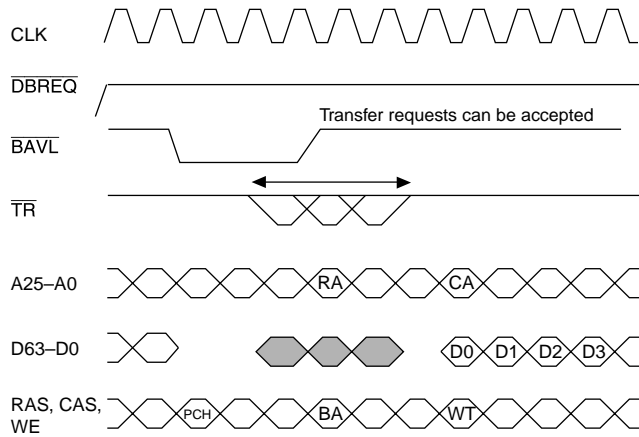 CLK
DBREQ
Transfer requests can be accepted
BAVL
TR
A25–A0
RA
CA
D63–D0
D0
D1
D2
D3
RAS, CAS,
WE
PCH
BA
WT